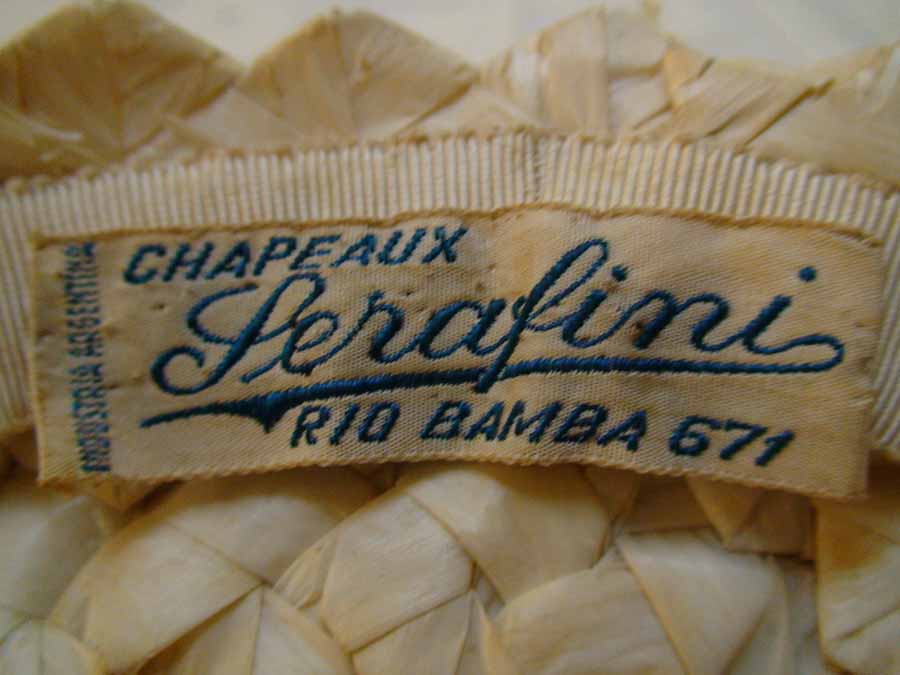 INDUSTRIA ARGENTINA
CHAPEAUX
Serafini
RIO BAMBA 671